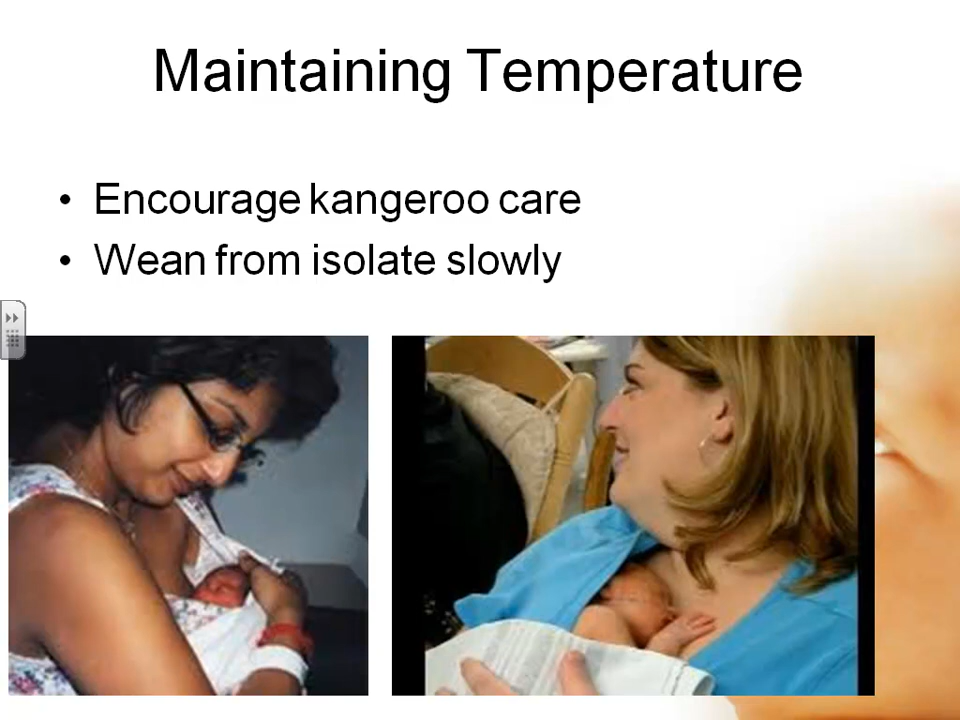 Maintaining Temperature
• Encourage kangeroo care
• Wean from isolate slowly